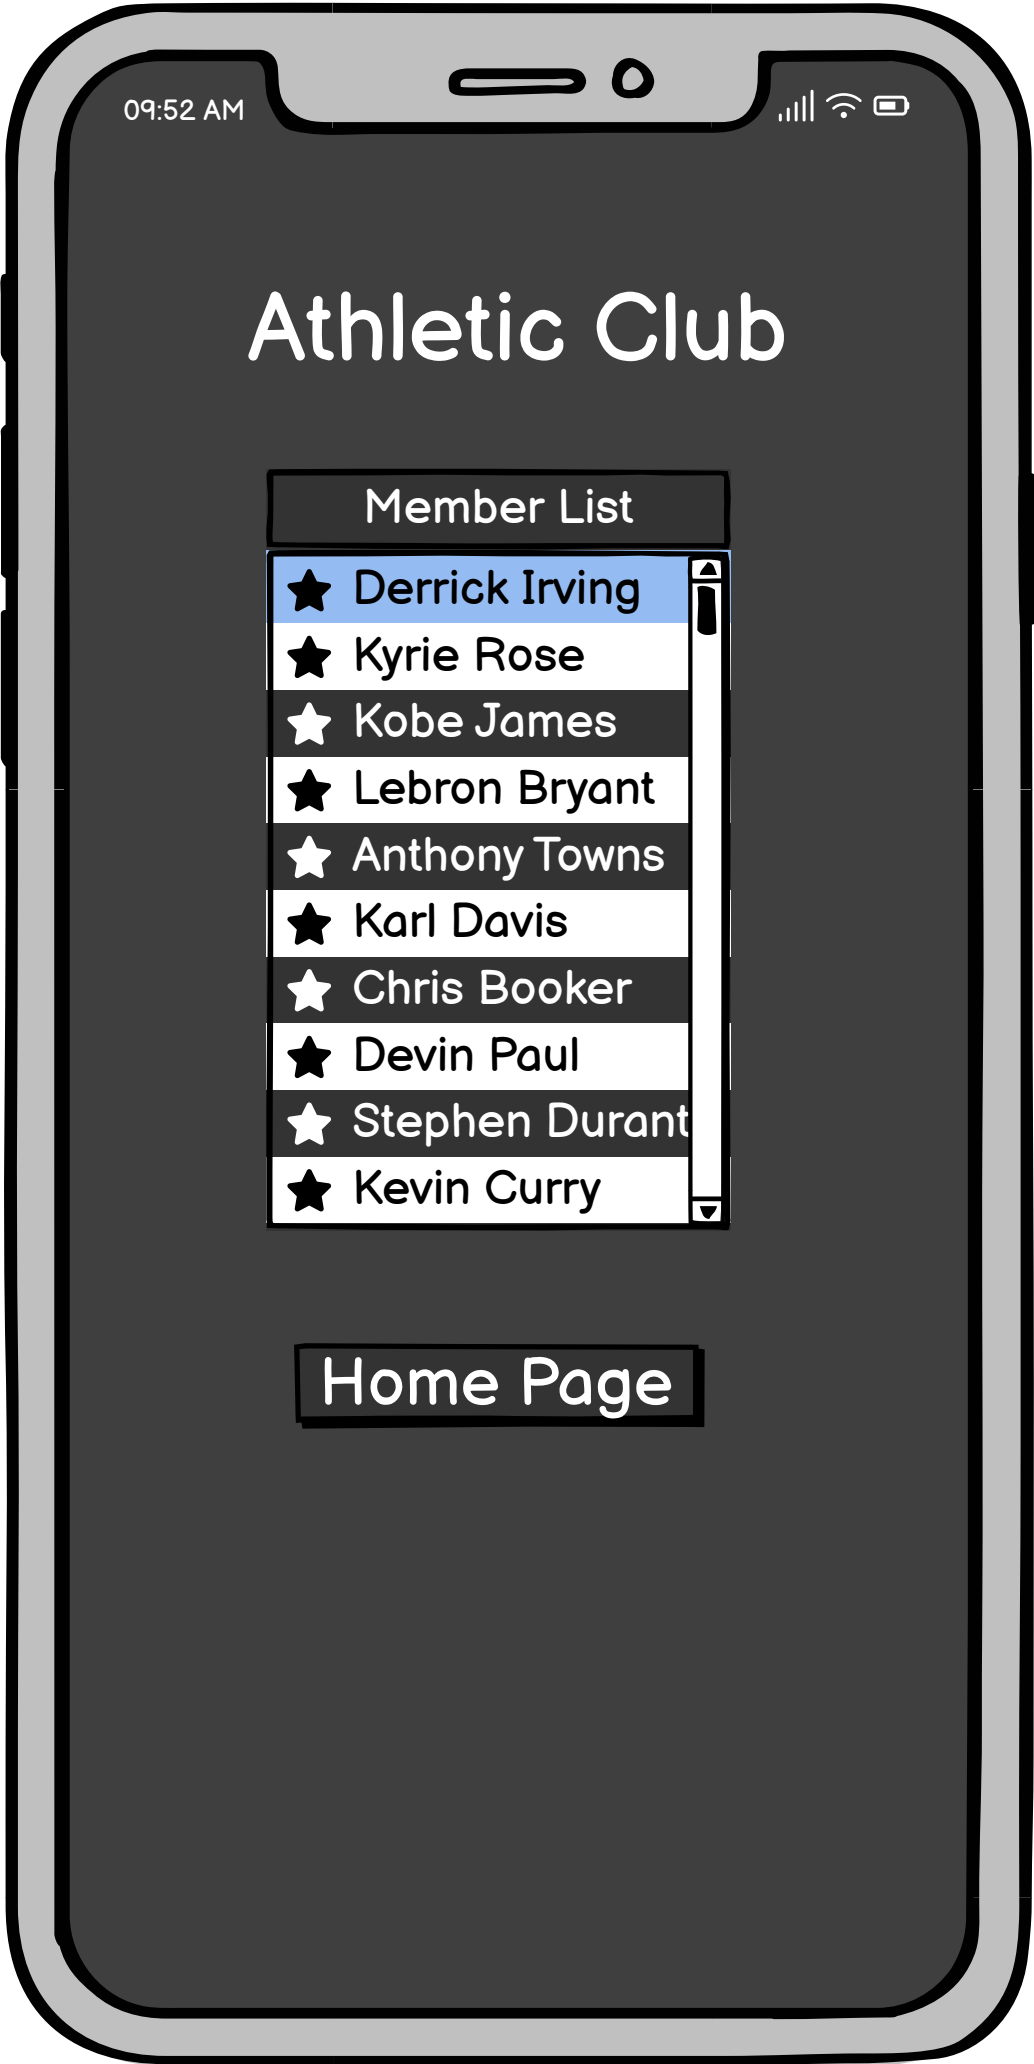 09:52 AM
Athletic Club
Member List
Derrick Irving
Kyrie Rose
Kobe James
Lebron Bryant
Anthony Towns
Karl Davis
Chris Booker
Devin Paul
Stephen Durant
Kevin Curry
Home Page